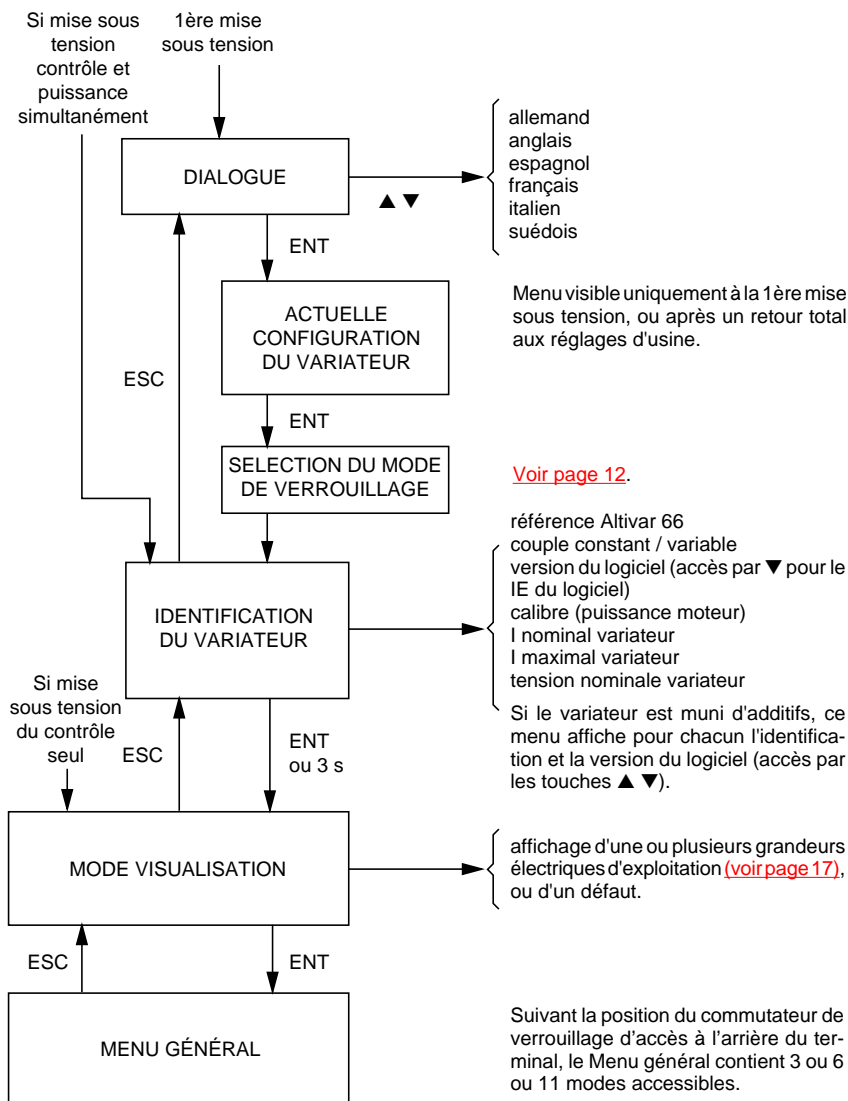 Si mise sous
tension
contrôle et
puissance
simultanément
1ère mise
sous tension
DIALOGUE
▲ ▼
allemand
anglais
espagnol
français
italien
suédois
ENT
ACTUELLE
CONFIGURATION
DU VARIATEUR
Menu visible uniquement à la 1ère mise
sous tension, ou après un retour total
aux réglages d'usine.
ESC
ENT
SELECTION DU MODE
DE VERROUILLAGE
Voir page 12.
IDENTIFICATION
DU VARIATEUR
référence Altivar 66
couple constant / variable
version du logiciel (accès par ▼ pour le
IE du logiciel)
calibre (puissance moteur)
I nominal variateur
I maximal variateur
tension nominale variateur
Si le variateur est muni d'additifs, ce
menu affiche pour chacun l'identifica-
tion et la version du logiciel (accès par
les touches ▲ ▼).
Si mise
sous tension
du contrôle
seul
ESC
ENT
ou 3 s
MODE VISUALISATION
affichage d'une ou plusieurs grandeurs
électriques d'exploitation (voir page 17),
ou d'un défaut.
ESC
ENT
MENU GÉNÉRAL
Suivant la position du commutateur de
verrouillage d’accès à l’arrière du ter-
minal, le Menu général contient 3 ou 6
ou 11 modes accessibles.